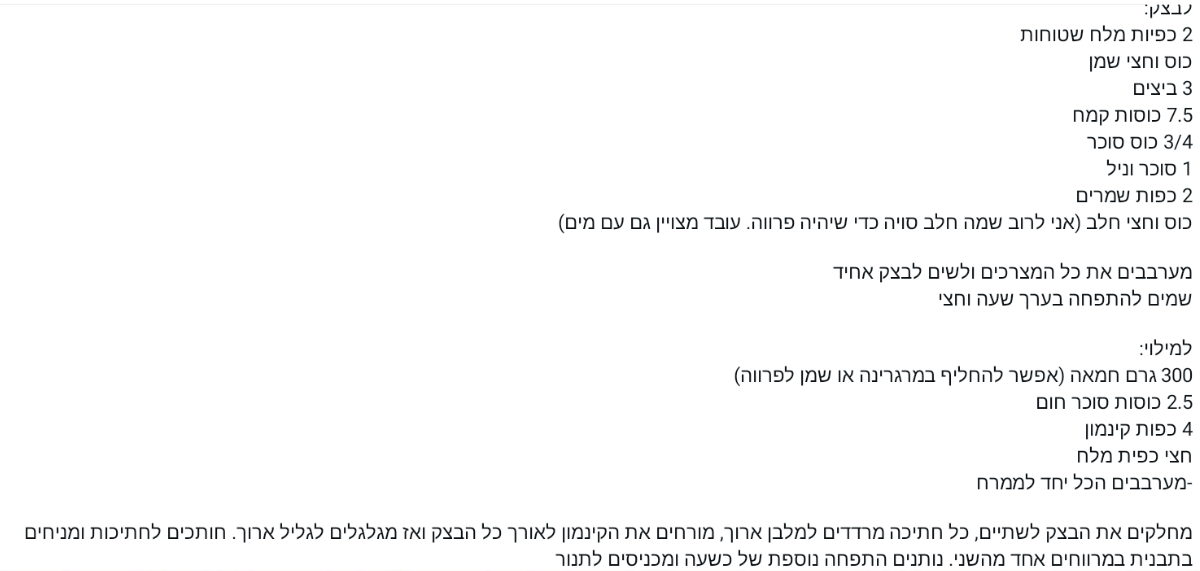 לבצק:
2 כפיות מלח שטוחות
כוס וחצי שמן
3 ביצים
7.5 כוסות קמח
3/4 כוס סוכר
1 סוכר וניל
2 כפות שמרים
כוס וחצי חלב (אני לרוב שמה חלב סויה כדי שיהיה פרווה. עובד מצויין גם עם מים)
מערבבים את כל המצרכים ולשים לבצק אחיד
שמים להתפחה בערך שעה וחצי
למילוי:
300 גרם חמאה (אפשר להחליף במרגרינה או שמן לפרווה)
2.5 כוסות סוכר חום
4 כפות קינמון
חצי כפית מלח
-מערבבים הכל יחד לממרח
מחלקים את הבצק לשתיים, כל חתיכה מרדדים למלבן ארוך, מורחים את הקינמון לאורך כל הבצק ואז מגלגלים לגליל ארוך. חותכים לחתיכות ומניחים
בתבנית במרווחים אחד מהשני. נותנים התפחה נוספת של כשעה ומכניסים לתנור